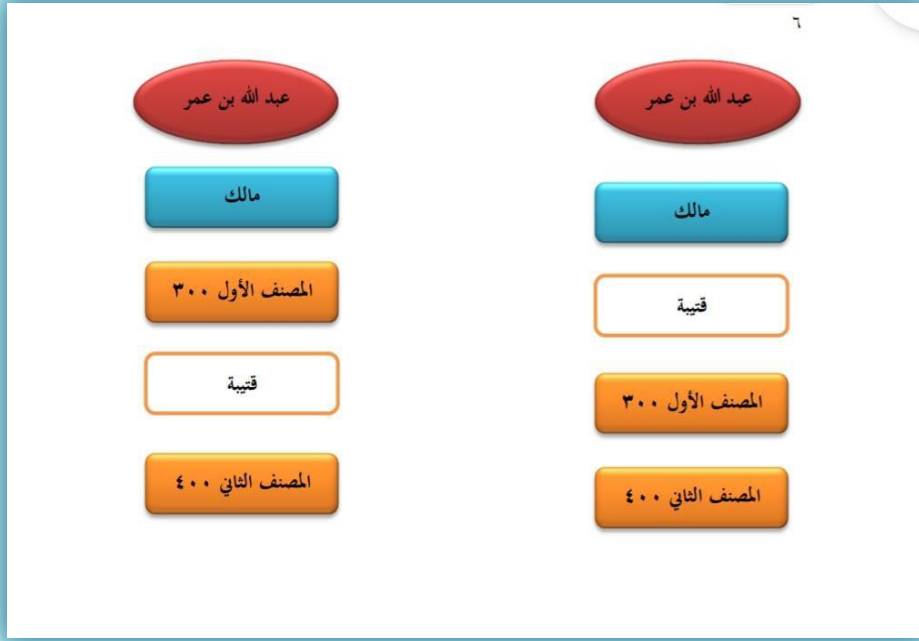 ٦
عبد الله بن عمر
مالك
قتيبة
المصنف الأول ٣٠٠
المصنف الثاني ٤٠٠
عبد الله بن عمر
مالك
المصنف الأول ٣٠٠
قتيبة
المصنف الثاني ٤٠٠